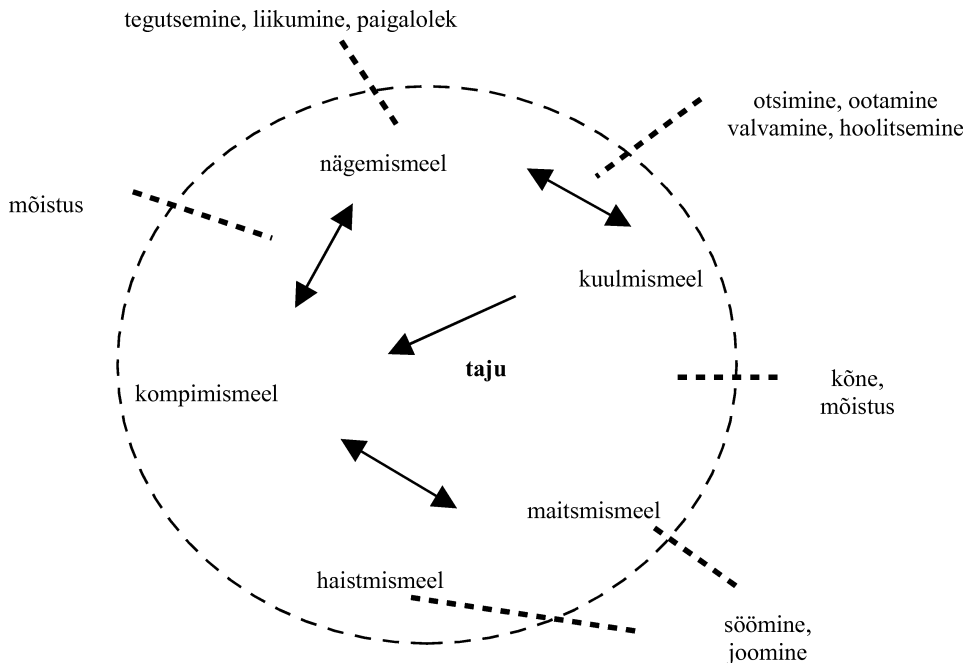 tegutsemine, liikumine, paigalolek
otsimine, ootamine
valvamine, hoolitsemine
nägemismeel
mõistus
kuulmismeel
taju
kompimismeel
kõne,
mõistus
maitsmismeel
haistmismeel
söömine,
joomine